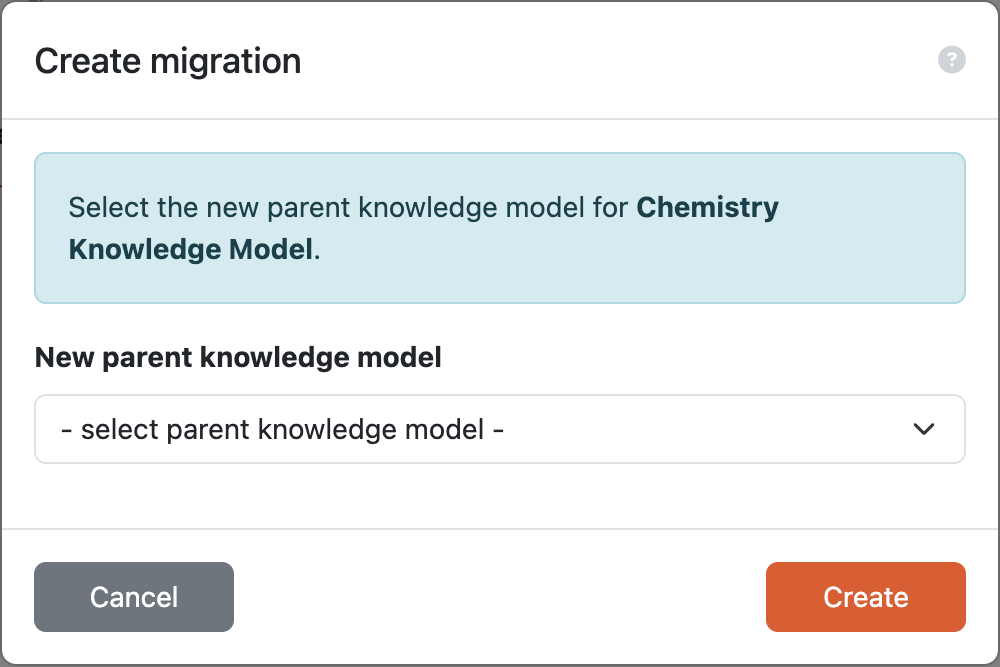 Create migration
?
Select the new parent knowledge model for Chemistry
Knowledge Model.
New parent knowledge model
- select parent knowledge model -
Cancel
Create